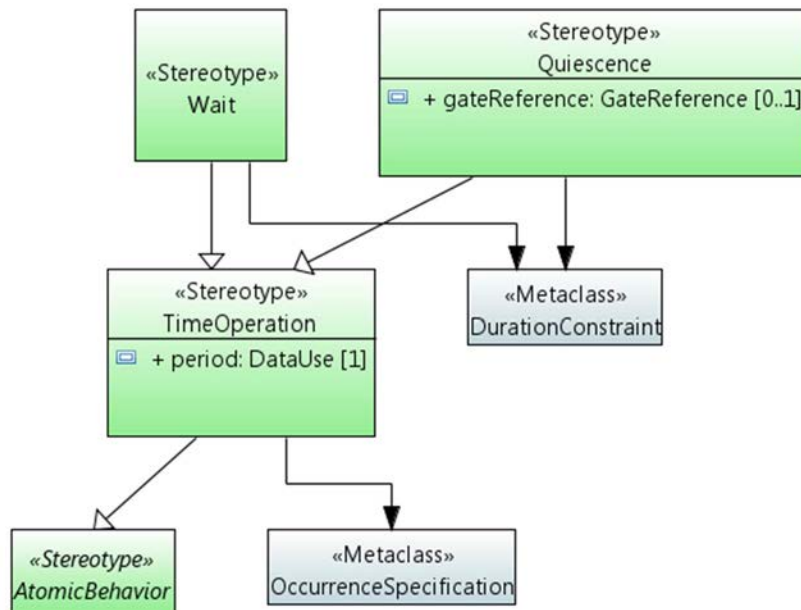 «Stereotype»
Wait
«Stereotype»
Quiescence
+ gateReference: GateReference [0..1]
«Stereotype»
TimeOperation
+ period: DataUse [1]
«Metaclass»
DurationConstraint
«Stereotype»
AtomicBehavior
«Metaclass»
OccurrenceSpecification